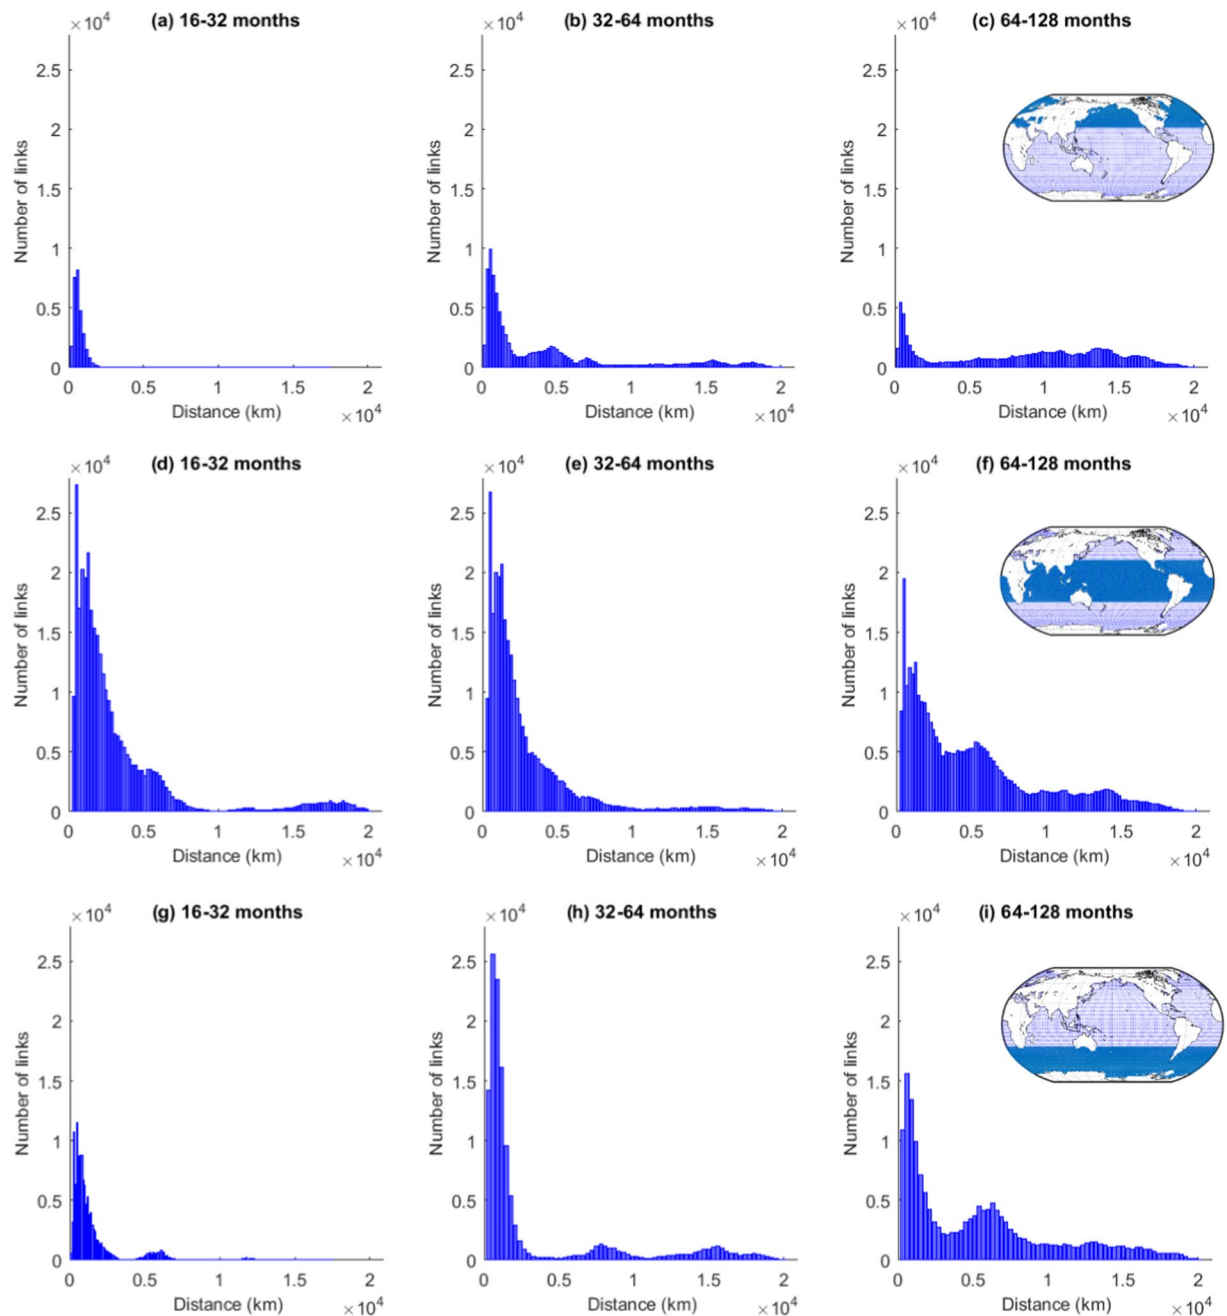 (a) 16-32 months
×10⁴
2.5
2
1.5
1
0.5
0
Number of links
0 0.5 1 1.5 2
Distance (km)
×10⁴
(b) 32-64 months
×10⁴
2.5
2
1.5
1
0.5
0
Number of links
0 0.5 1 1.5 2
Distance (km)
×10⁴
(c) 64-128 months
×10⁴
2.5
2
1.5
1
0.5
0
Number of links
0 0.5 1 1.5 2
Distance (km)
×10⁴
(d) 16-32 months
×10⁴
2.5
2
1.5
1
0.5
0
Number of links
0 0.5 1 1.5 2
Distance (km)
×10⁴
(e) 32-64 months
×10⁴
2.5
2
1.5
1
0.5
0
Number of links
0 0.5 1 1.5 2
Distance (km)
×10⁴
(f) 64-128 months
×10⁴
2.5
2
1.5
1
0.5
0
Number of links
0 0.5 1 1.5 2
Distance (km)
×10⁴
(g) 16-32 months
×10⁴
2.5
2
1.5
1
0.5
0
Number of links
0 0.5 1 1.5 2
Distance (km)
×10⁴
(h) 32-64 months
×10⁴
2.5
2
1.5
1
0.5
0
Number of links
0 0.5 1 1.5 2
Distance (km)
×10⁴
(i) 64-128 months
×10⁴
2.5
2
1.5
1
0.5
0
Number of links
0 0.5 1 1.5 2
Distance (km)
×10⁴